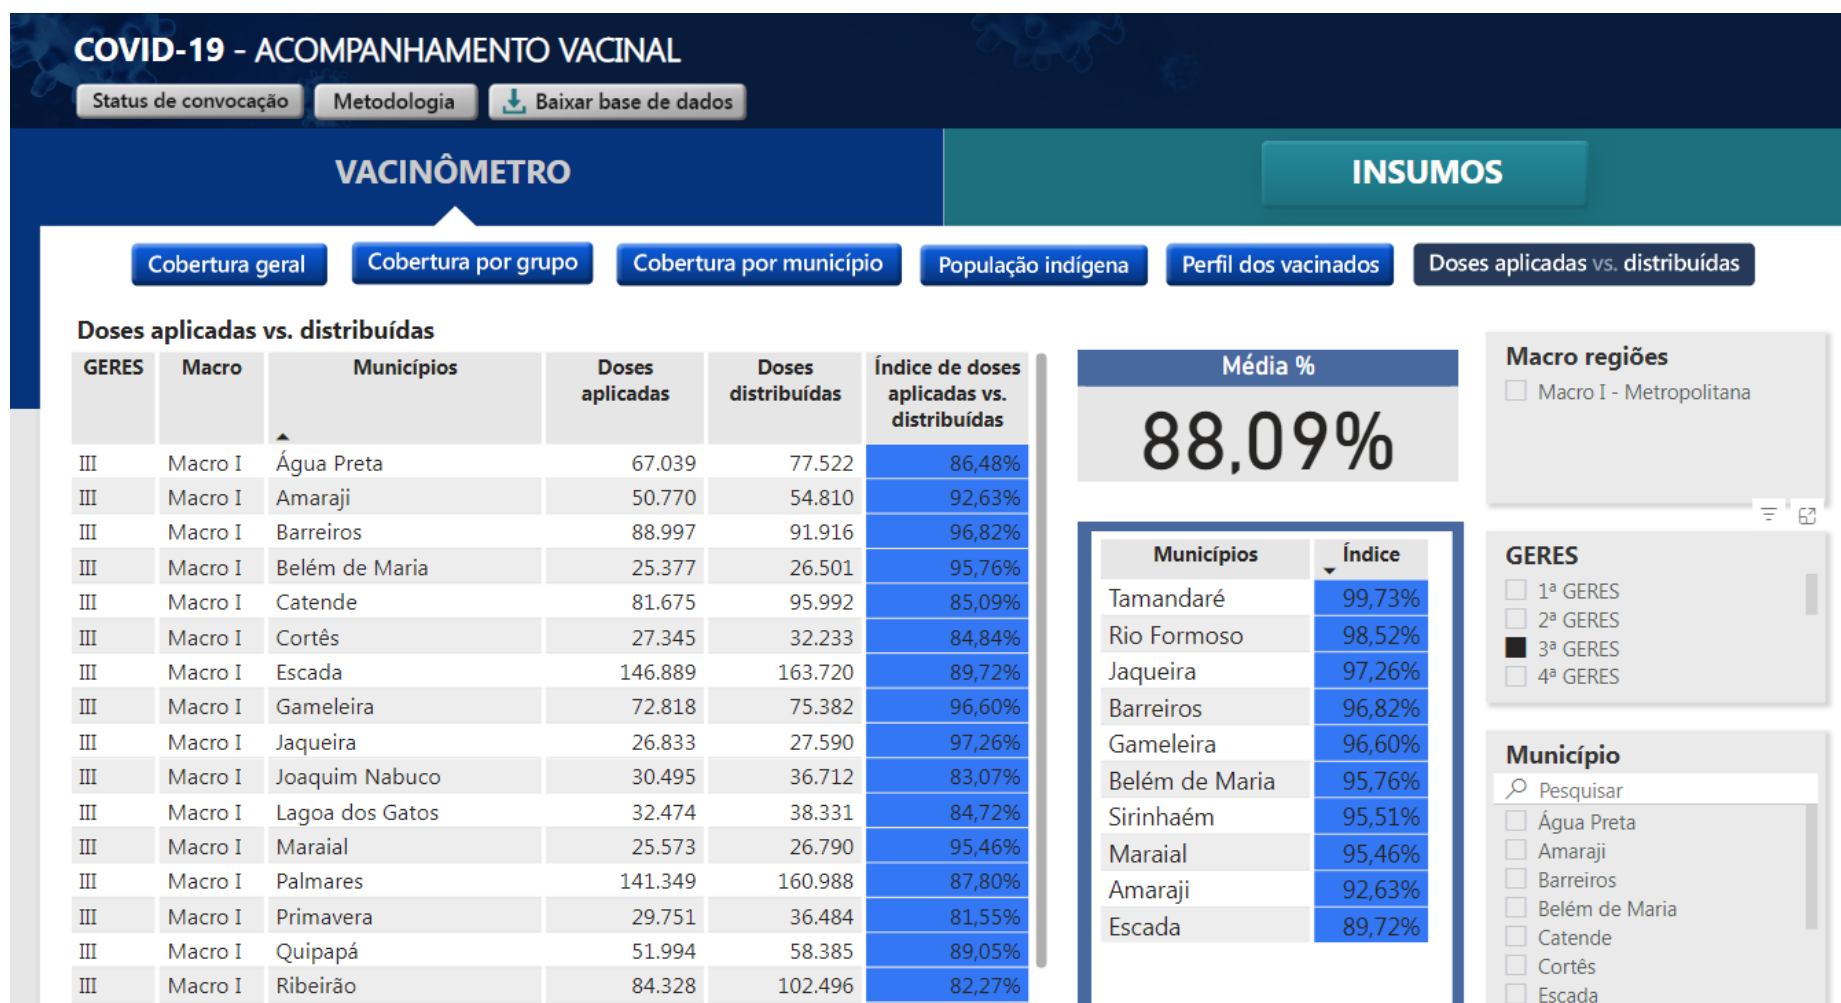 COVID-19 - ACOMPANHAMENTO VACINAL
Status de convocação Metodologia Baixar base de dados
VACINÔMETRO INSUMOS
Cobertura geral Cobertura por grupo Cobertura por município População indígena Perfil dos vacinados Doses aplicadas vs. distribuídas
Doses aplicadas vs. distribuídas
GERES Macro Municípios Doses aplicadas Doses distribuídas Índice de doses aplicadas vs. distribuídas
III Macro I Água Preta 67.039 77.522 86,48%
III Macro I Amaraji 50.770 54.810 92,63%
III Macro I Barreiros 88.997 91.916 96,82%
III Macro I Belém de Maria 25.377 26.501 95,76%
III Macro I Catende 81.675 95.992 85,09%
III Macro I Cortês 27.345 32.233 84,84%
III Macro I Escada 146.889 163.720 89,72%
III Macro I Gameleira 72.818 75.382 96,60%
III Macro I Jaqueira 26.833 27.590 97,26%
III Macro I Joaquim Nabuco 30.495 36.712 83,07%
III Macro I Lagoa dos Gatos 32.474 38.331 84,72%
III Macro I Maraial 25.573 26.790 95,46%
III Macro I Palmares 141.349 160.988 87,80%
III Macro I Primavera 29.751 36.484 81,55%
III Macro I Quipapá 51.994 58.385 89,05%
III Macro I Ribeirão 84.328 102.496 82,27%
Média %
88,09%
Municípios Índice
Tamandaré 99,73%
Rio Formoso 98,52%
Jaqueira 97,26%
Barreiros 96,82%
Gameleira 96,60%
Belém de Maria 95,76%
Sirinhaém 95,51%
Maraial 95,46%
Amaraji 92,63%
Escada 89,72%
Macro regiões
Macro I - Metropolitana
GERES
1ª GERES
2ª GERES
3ª GERES
4ª GERES
Município
Pesquisar
Água Preta
Amaraji
Barreiros
Belém de Maria
Catende
Cortês
Escada